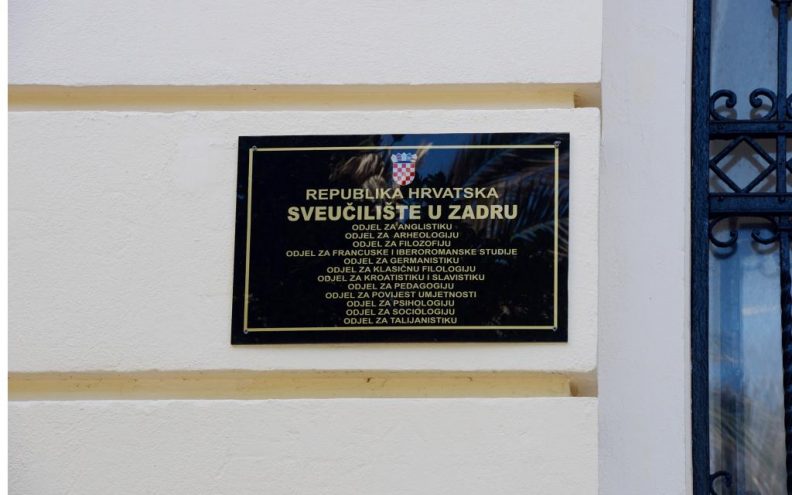 REPUBLIKA HRVATSKA
SVEUČILIŠTE U ZADRU
ODJEL ZA ANGLISTIKU
ODJEL ZA ARHEOLOGIJU
ODJEL ZA FILOZOFIJU
ODJEL ZA FRANCUSKE I IBEROROMANSKE STUDIJE
ODJEL ZA GERMANISTIKU
ODJEL ZA KLASIČNU FILOLOGIJU
ODJEL ZA KROATISTIKU I SLAVISTIKU
ODJEL ZA PEDAGOGIJU
ODJEL ZA POVIJEST UMJETNOSTI
ODJEL ZA PSIHOLOGIJU
ODJEL ZA SOCIOLOGIJU
ODJEL ZA TALIJANISTIKU